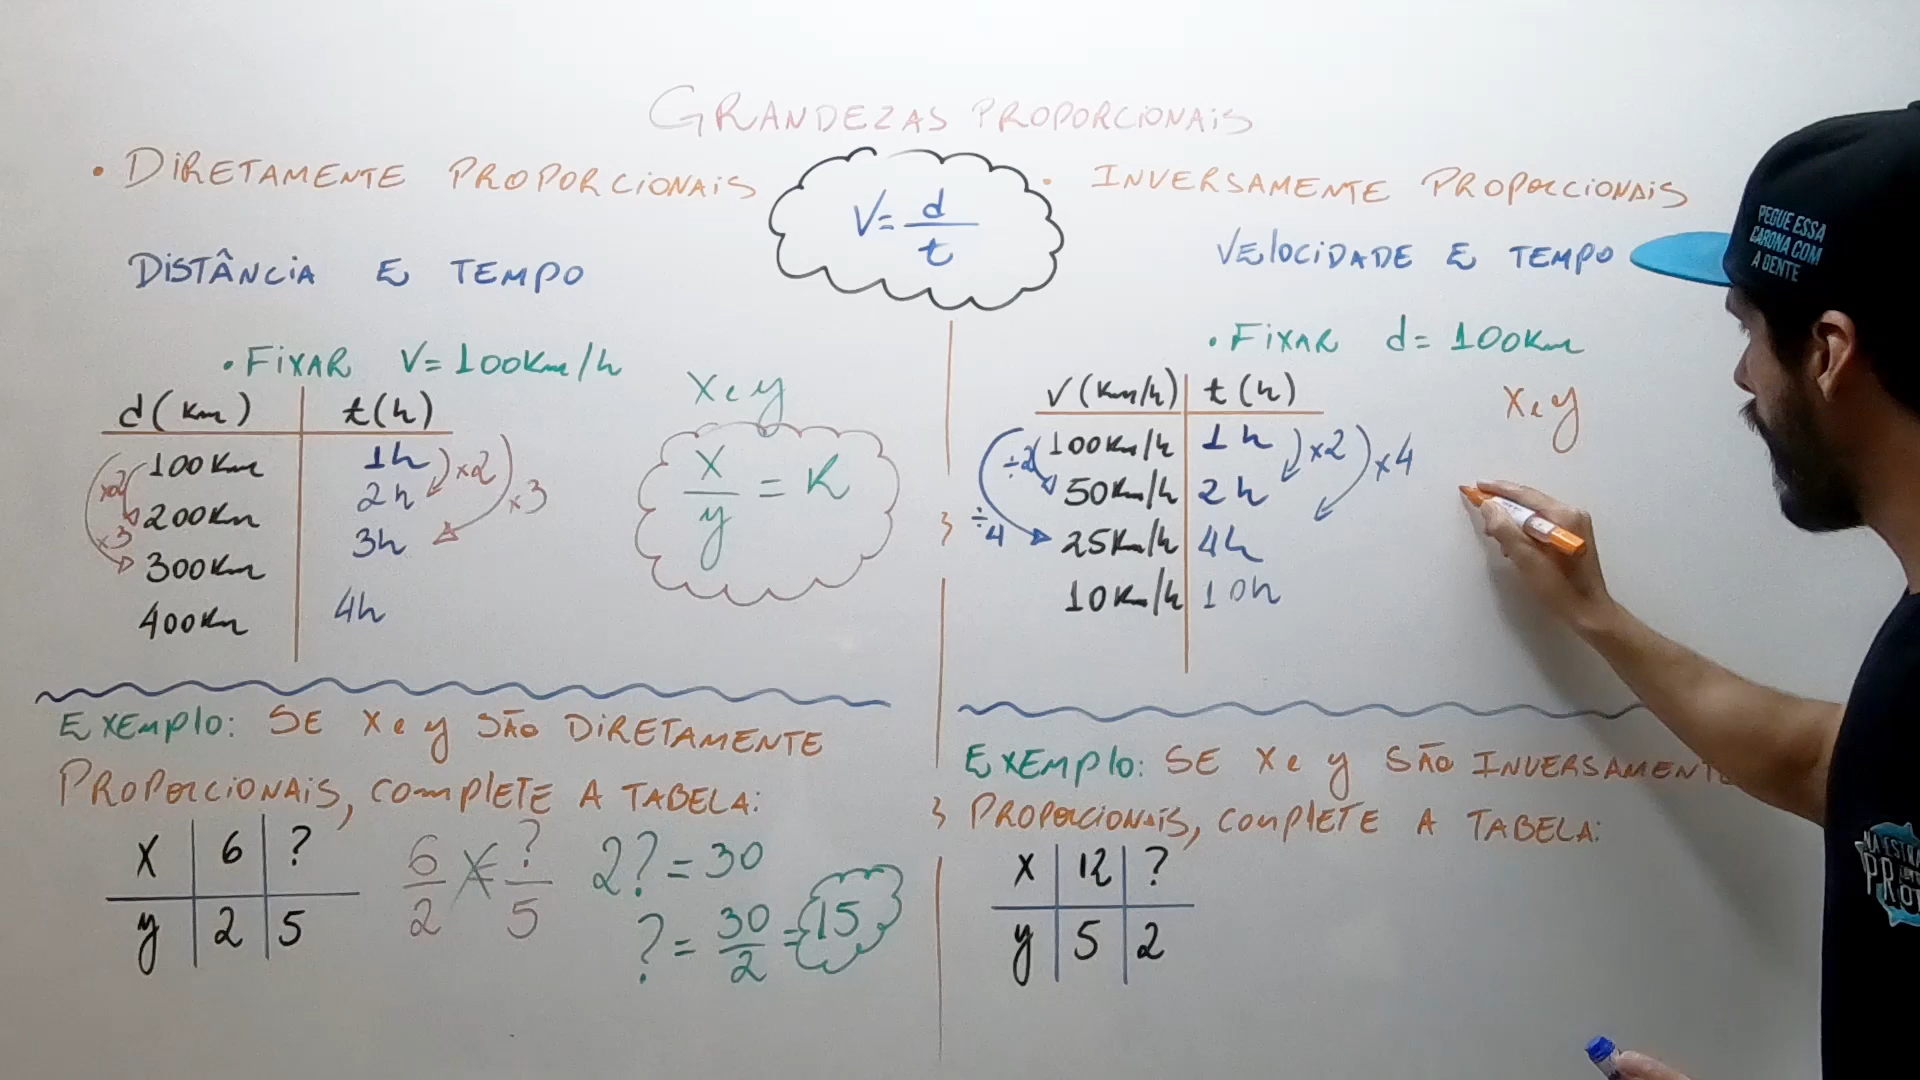 GRANDEZAS PROPORCIONAIS
• DIRETAMENTE PROPORCIONAIS
DISTÂNCIA E TEMPO
• FIXAR V=100Km/h
d (Km) t(h)
100Km 1h
200Km 2h
300Km 3h
400Km 4h
x2
x3
x2
x3
X e y
X/y = K
V= d/t
• INVERSAMENTE PROPORCIONAIS
VELOCIDADE E TEMPO
• FIXAR d= 100Km
V (Km/h) t (h)
100Km/h 1h
50Km/h 2h
25Km/h 4h
10Km/h 10h
÷2
÷4
x2
x4
X e y
EXEMPLO: SE X e y SÃO DIRETAMENTE
PROPORCIONAIS, COMPLETE A TABELA:
X 6 ?
y 2 5
6/2 = ?/5
2? = 30
? = 30/2 = 15
EXEMPLO: SE X e y SÃO INVERSAMENTE
PROPORCIONAIS, COMPLETE A TABELA:
X 12 ?
y 5 2
PEGUE ESSA
CARONA COM
A GENTE